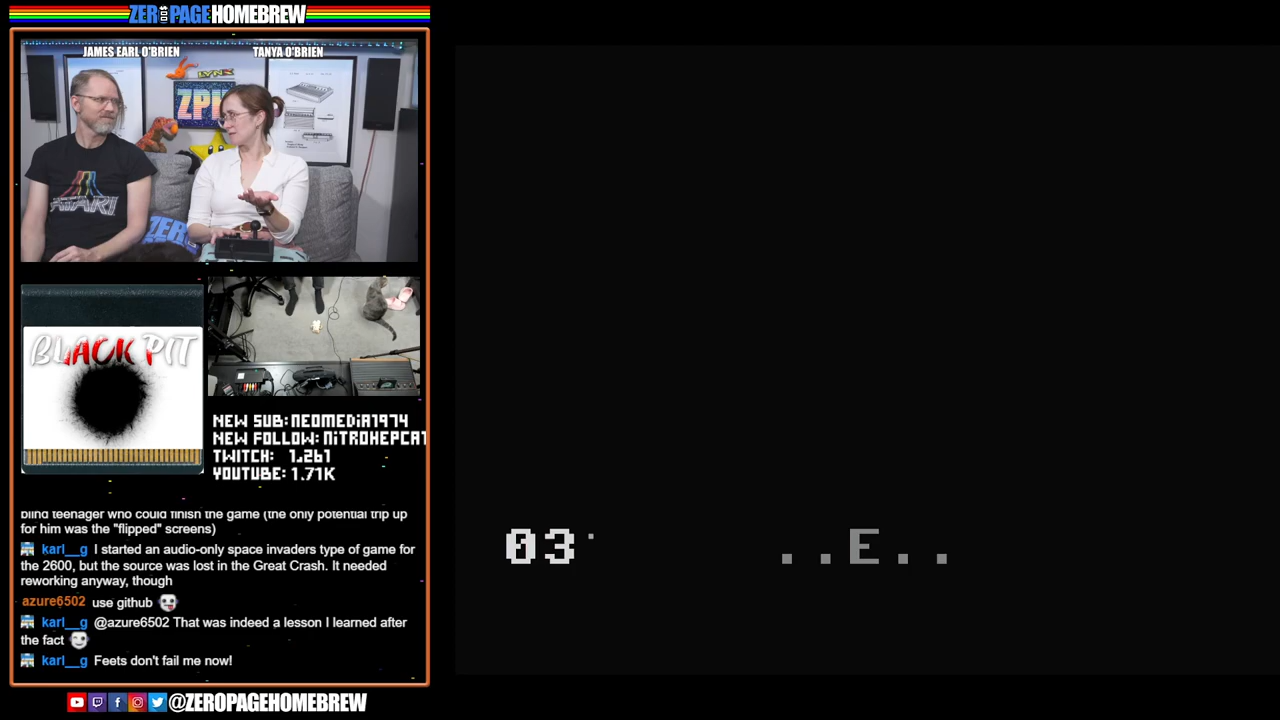 ZEROPAGEHOMEBREW
JAMES EARL O'BRIEN
TANYA O'BRIEN
LYNX
ZPH
ATARI
ZPH
BLACK PIT
NEW SUB: NEOMEDIA1974
NEW FOLLOW: NITROHEPCAT
TWITCH: 1,261
YOUTUBE: 1.71K
blind teenager who could finish the game (the only potential trip up
for him was the "flipped" screens)
karl__g I started an audio-only space invaders type of game for
the 2600, but the source was lost in the Great Crash. It needed
reworking anyway, though
azure6502 use github
karl__g @azure6502 That was indeed a lesson I learned after
the fact
karl__g Feets don't fail me now!
03° ..E..
@ZEROPAGEHOMEBREW